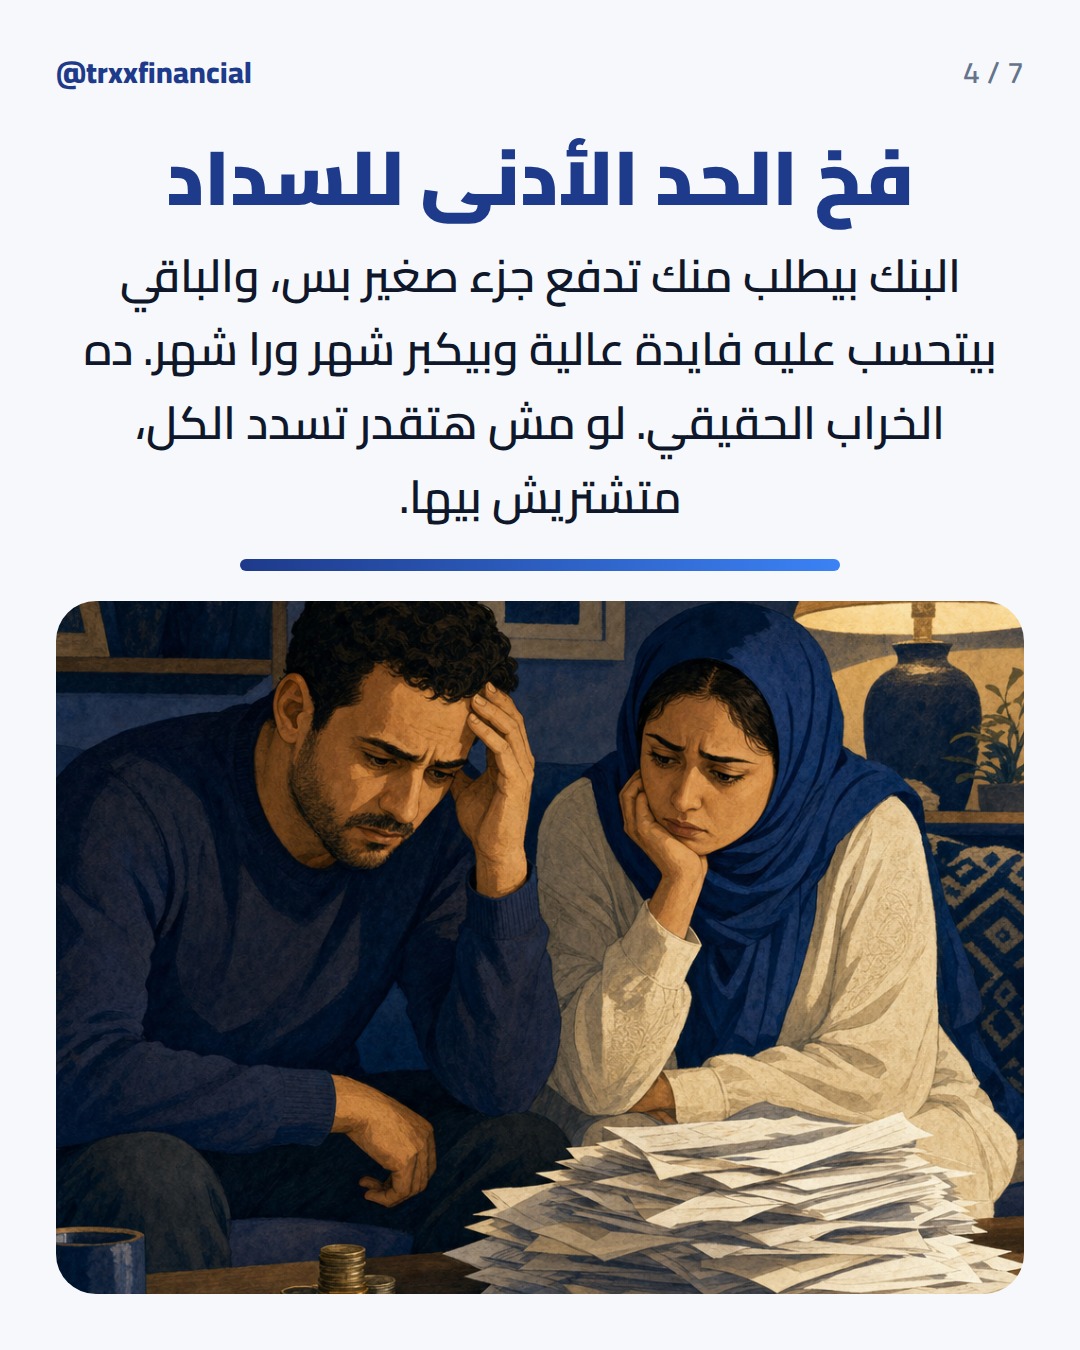 @trxxfinancial
4 / 7
فخ الحد الأدنى للسداد
البنك بيطلب منك تدفع جزء صغير بس، والباقي
بيتحسب عليه فايدة عالية وبيكبر شهر ورا شهر. ده
الخراب الحقيقي. لو مش هتقدر تسدد الكل،
متشتريش بيها.